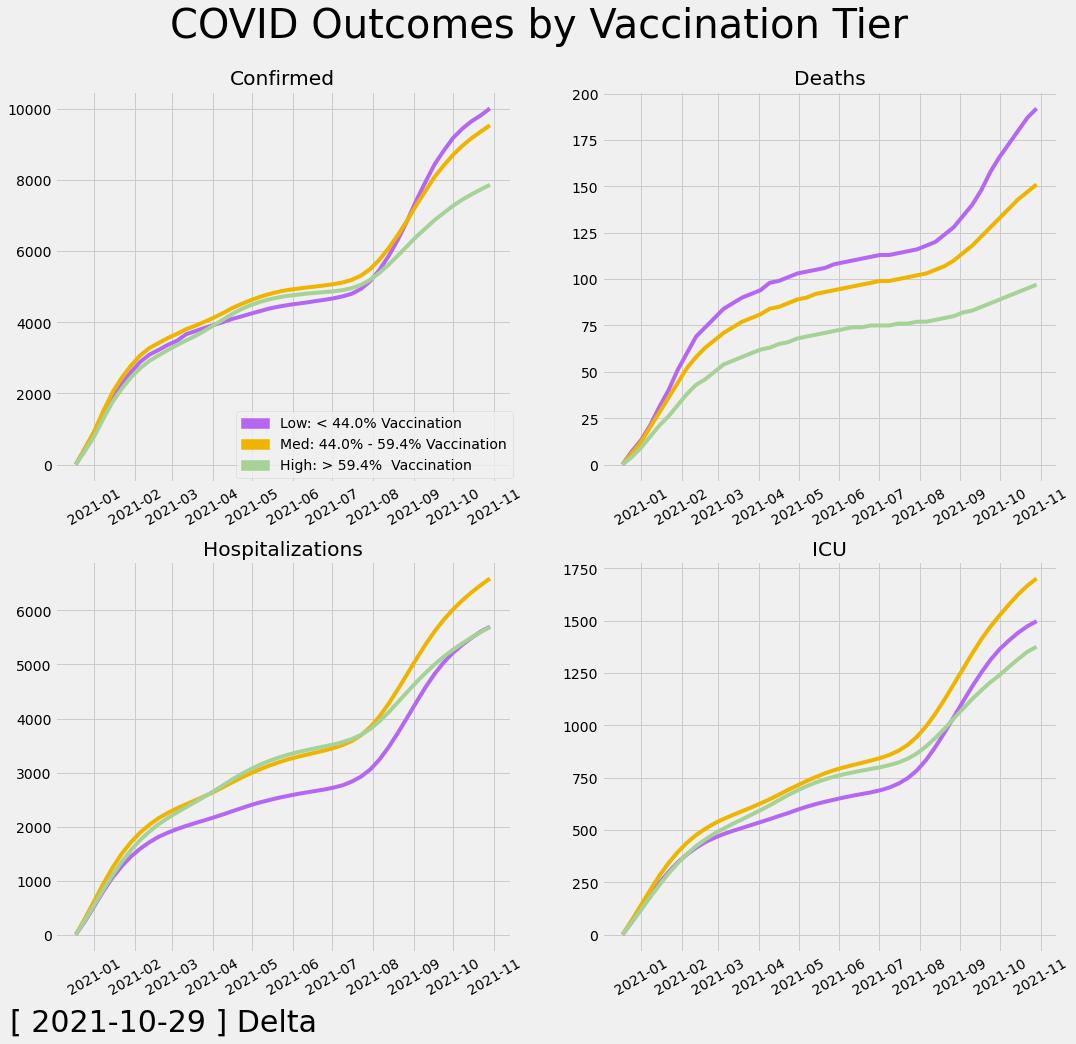 COVID Outcomes by Vaccination Tier
Confirmed
10000
8000
6000
4000
2000
0
Low: < 44.0% Vaccination
Med: 44.0% - 59.4% Vaccination
High: > 59.4%  Vaccination
2021-01 2021-02 2021-03 2021-04 2021-05 2021-06 2021-07 2021-08 2021-09 2021-10 2021-11
Deaths
200
175
150
125
100
75
50
25
0
2021-01 2021-02 2021-03 2021-04 2021-05 2021-06 2021-07 2021-08 2021-09 2021-10 2021-11
Hospitalizations
6000
5000
4000
3000
2000
1000
0
2021-01 2021-02 2021-03 2021-04 2021-05 2021-06 2021-07 2021-08 2021-09 2021-10 2021-11
ICU
1750
1500
1250
1000
750
500
250
0
2021-01 2021-02 2021-03 2021-04 2021-05 2021-06 2021-07 2021-08 2021-09 2021-10 2021-11
[ 2021-10-29 ] Delta